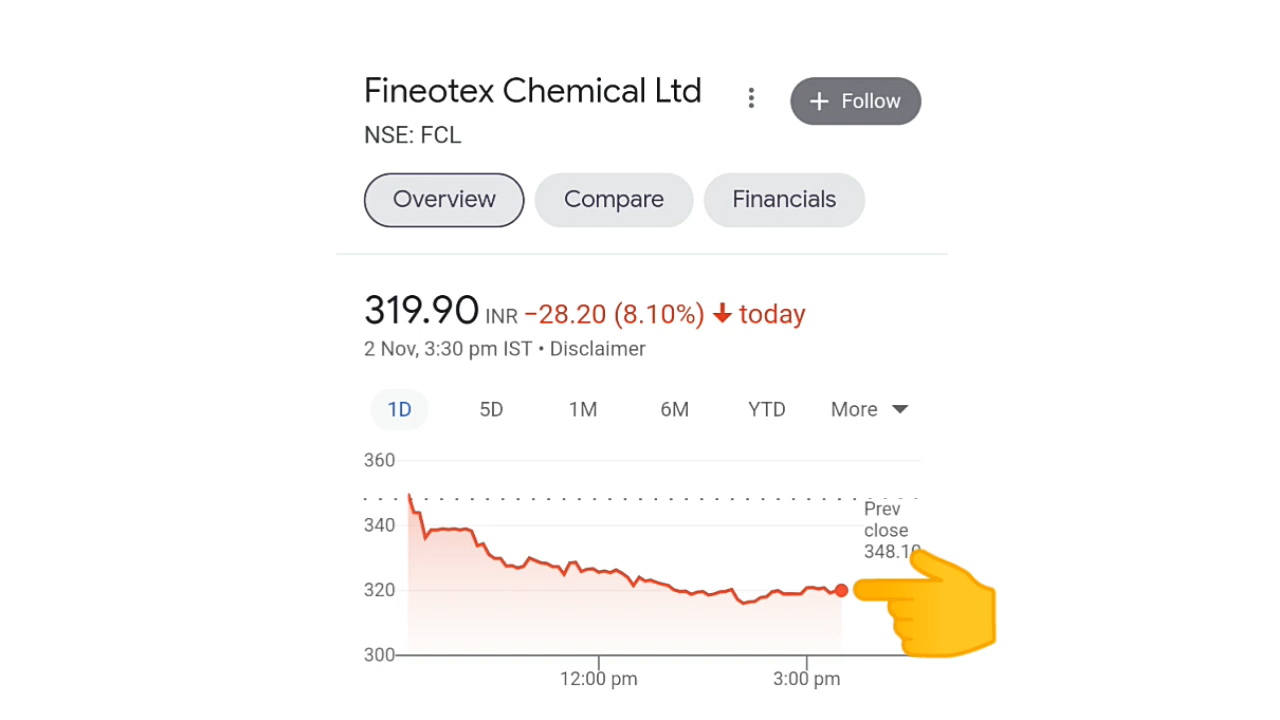 Fineotex Chemical Ltd
+ Follow
NSE: FCL
Overview
Compare
Financials
319.90 INR −28.20 (8.10%) ↓ today
2 Nov, 3:30 pm IST • Disclaimer
1D 5D 1M 6M YTD More
360
340
320
300
Prev
close
348.10
12:00 pm
3:00 pm